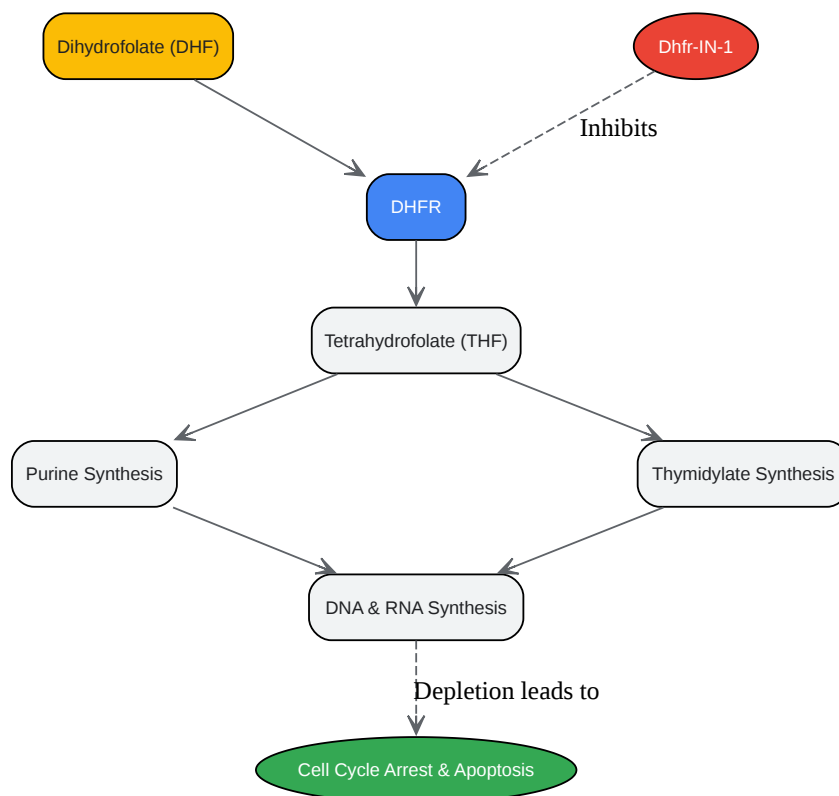 Dihydrofolate (DHF)
Dhfr-IN-1
Inhibits
DHFR
Tetrahydrofolate (THF)
Purine Synthesis
Thymidylate Synthesis
DNA & RNA Synthesis
Depletion leads to
Cell Cycle Arrest & Apoptosis